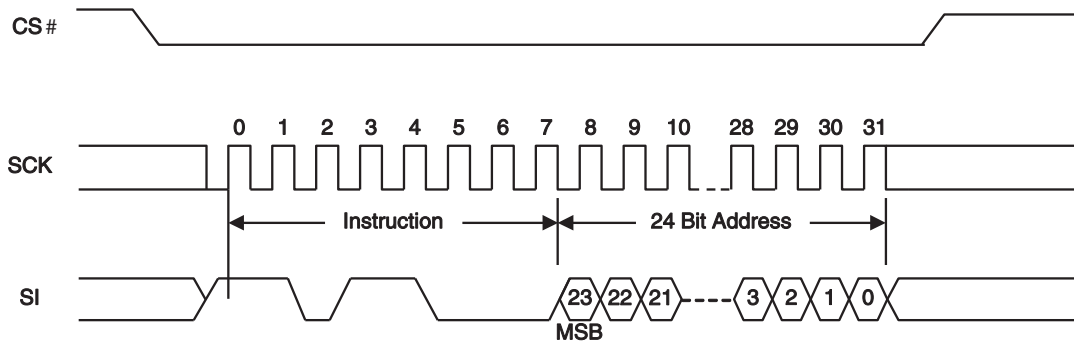 CS #
0 1 2 3 4 5 6 7 8 9 10 28 29 30 31
SCK
Instruction 24 Bit Address
SI 23 22 21 3 2 1 0
MSB